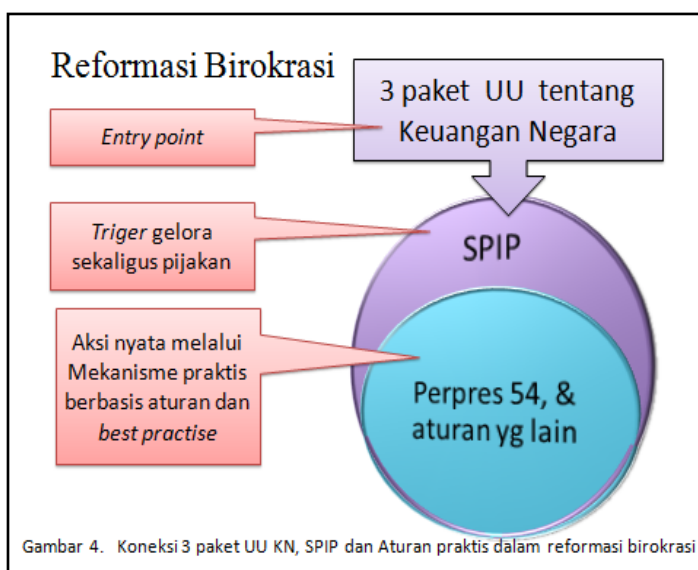 Reformasi Birokrasi
3 paket UU tentang
Keuangan Negara
Entry point
Triger gelora
sekaligus pijakan
SPIP
Aksi nyata melalui
Mekanisme praktis
berbasis aturan dan
best practise
Perpres 54, &
aturan yg lain
Gambar 4. Koneksi 3 paket UU KN, SPIP dan Aturan praktis dalam reformasi birokrasi